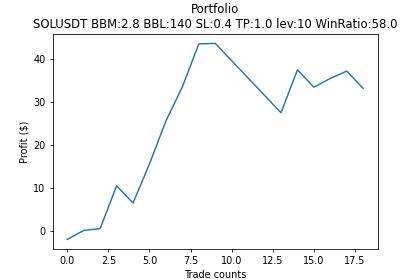 Portfolio
SOLUSDT BBM:2.8 BBL:140 SL:0.4 TP:1.0 lev:10 WinRatio:58.0
40
30
20
10
0
Profit ($)
0.0 2.5 5.0 7.5 10.0 12.5 15.0 17.5
Trade counts